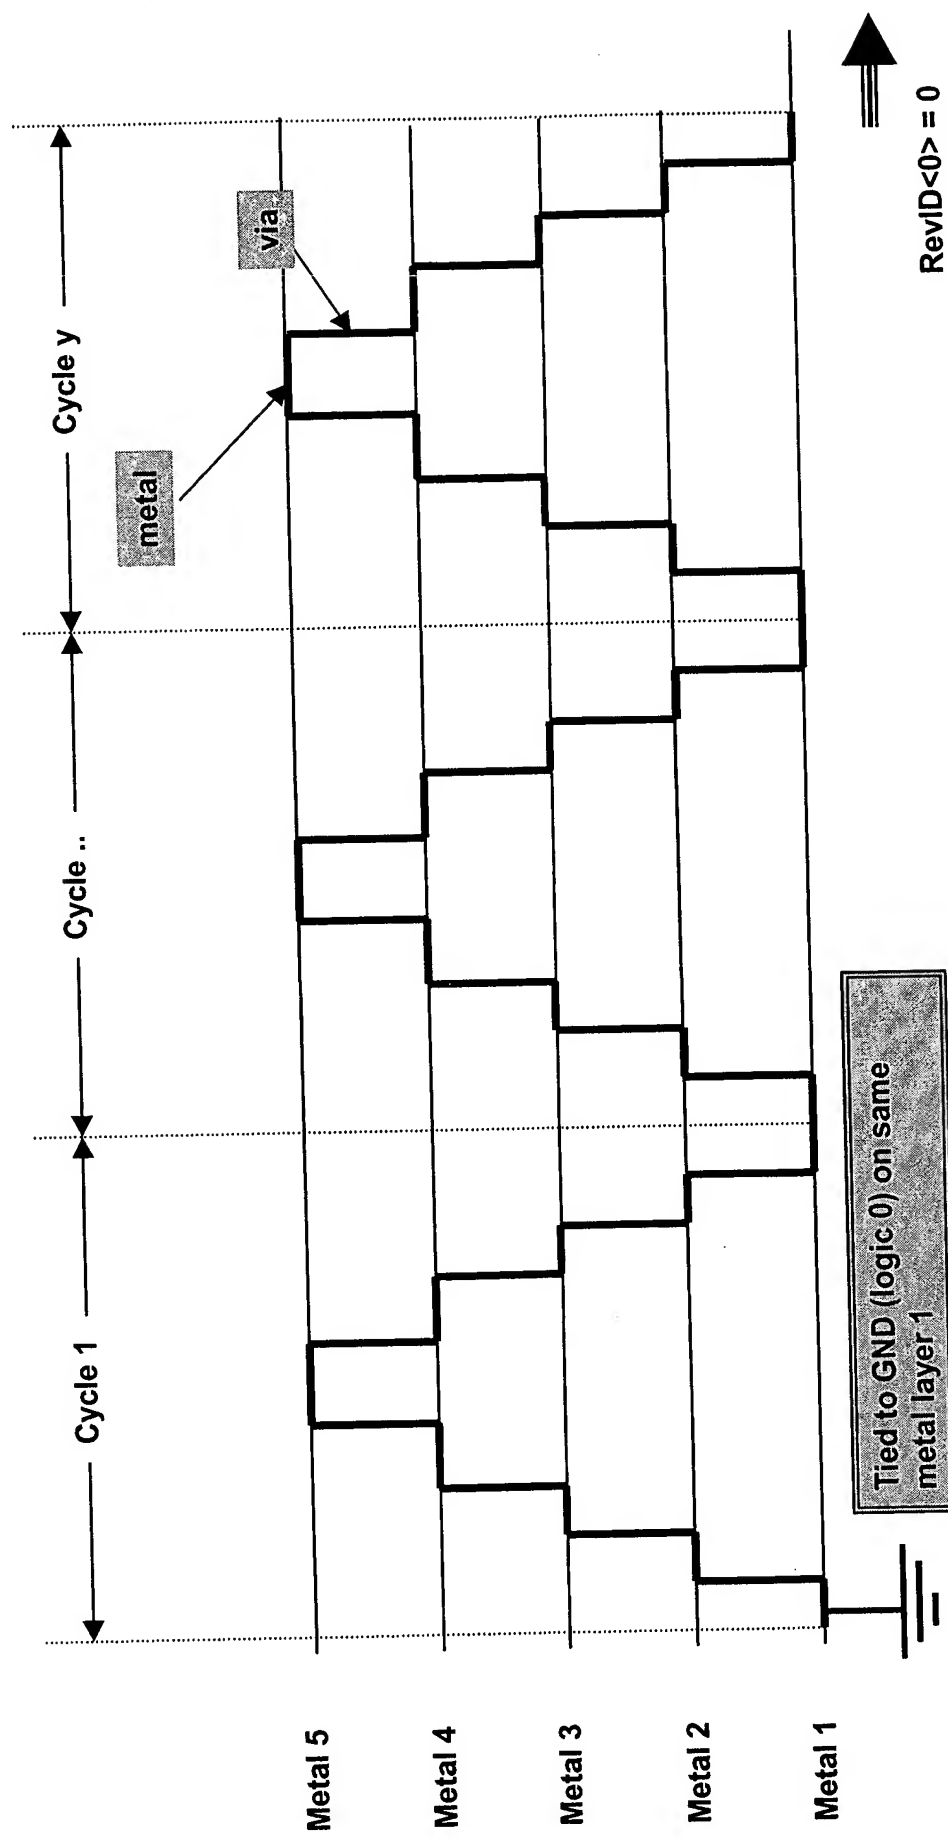 Cycle 1
Cycle ..
Cycle y
metal
via
Metal 5
Metal 4
Metal 3
Metal 2
Metal 1
Tied to GND (logic 0) on same
metal layer 1
RevID<0> = 0